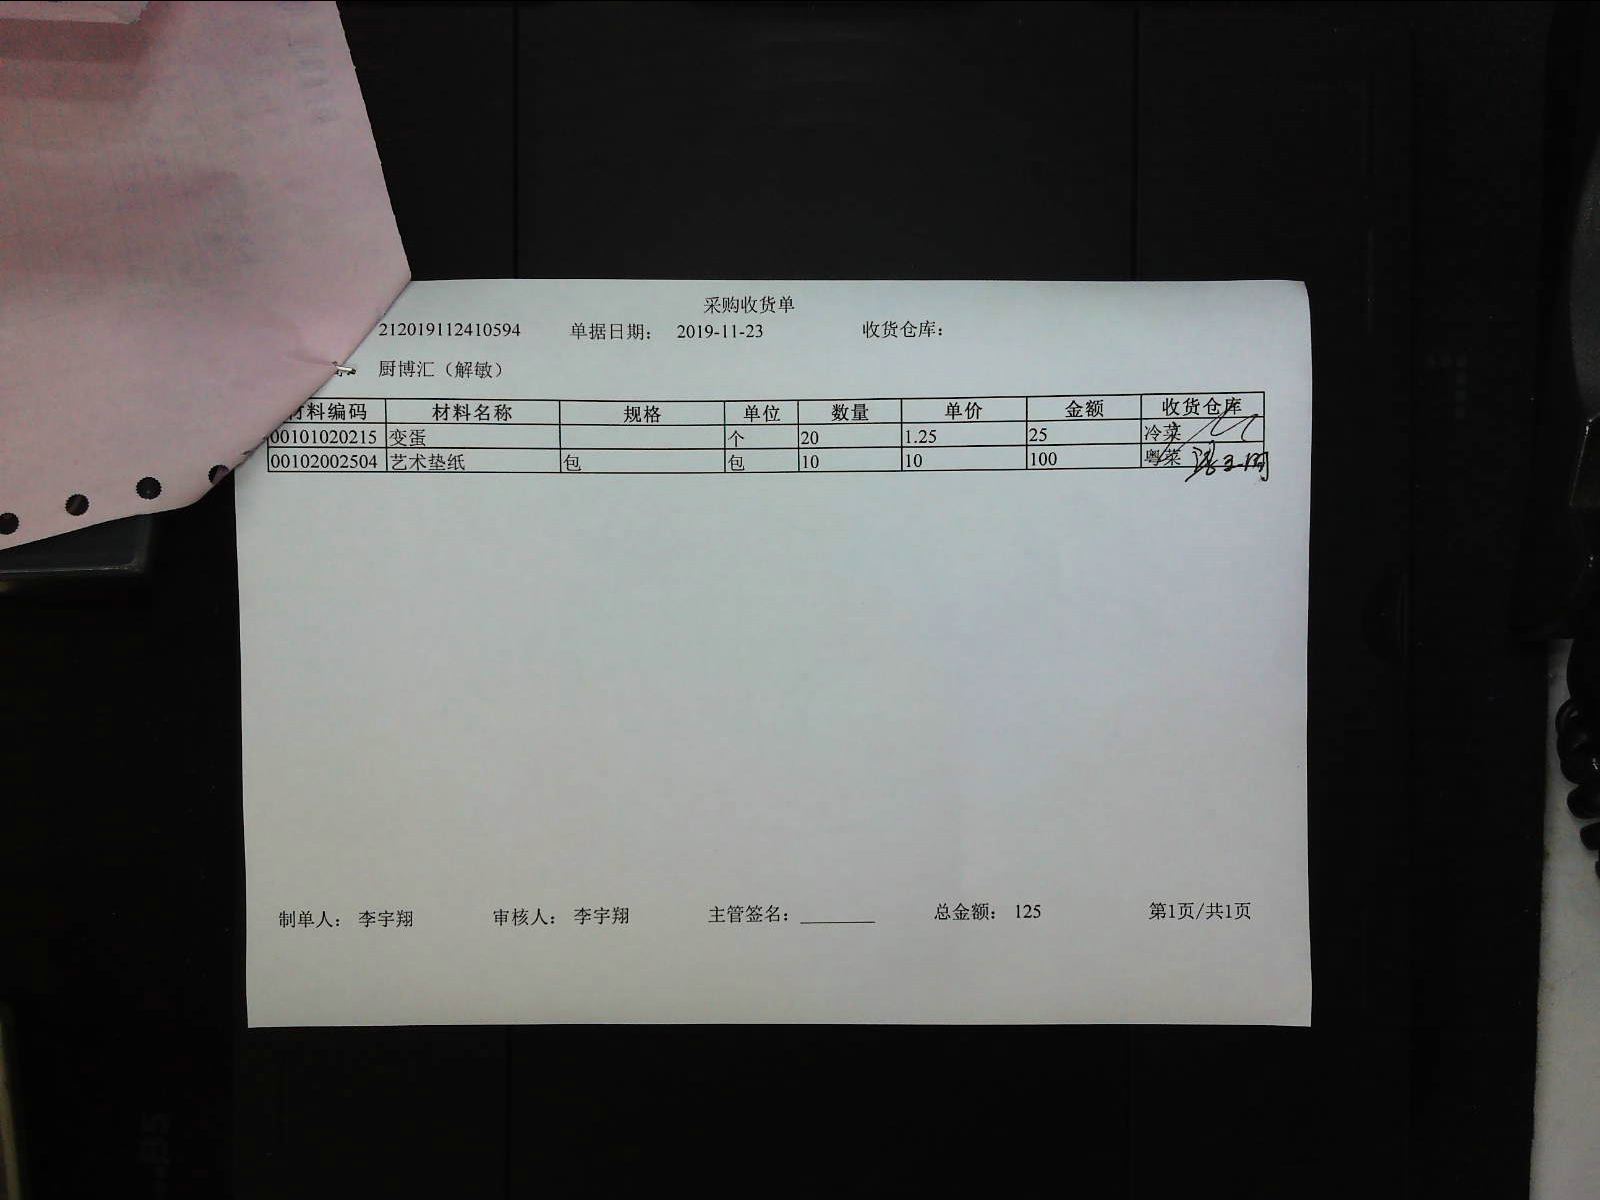 采购收货单
212019112410594 单据日期: 2019-11-23 收货仓库:
厨博汇（解敏）
材料编码 材料名称 规格 单位 数量 单价 金额 收货仓库
00101020215 变蛋 个 20 1.25 25 冷菜
00102002504 艺术垫纸 包 包 10 10 100 粤菜
制单人: 李宇翔 审核人: 李宇翔 主管签名: 总金额: 125 第1页/共1页